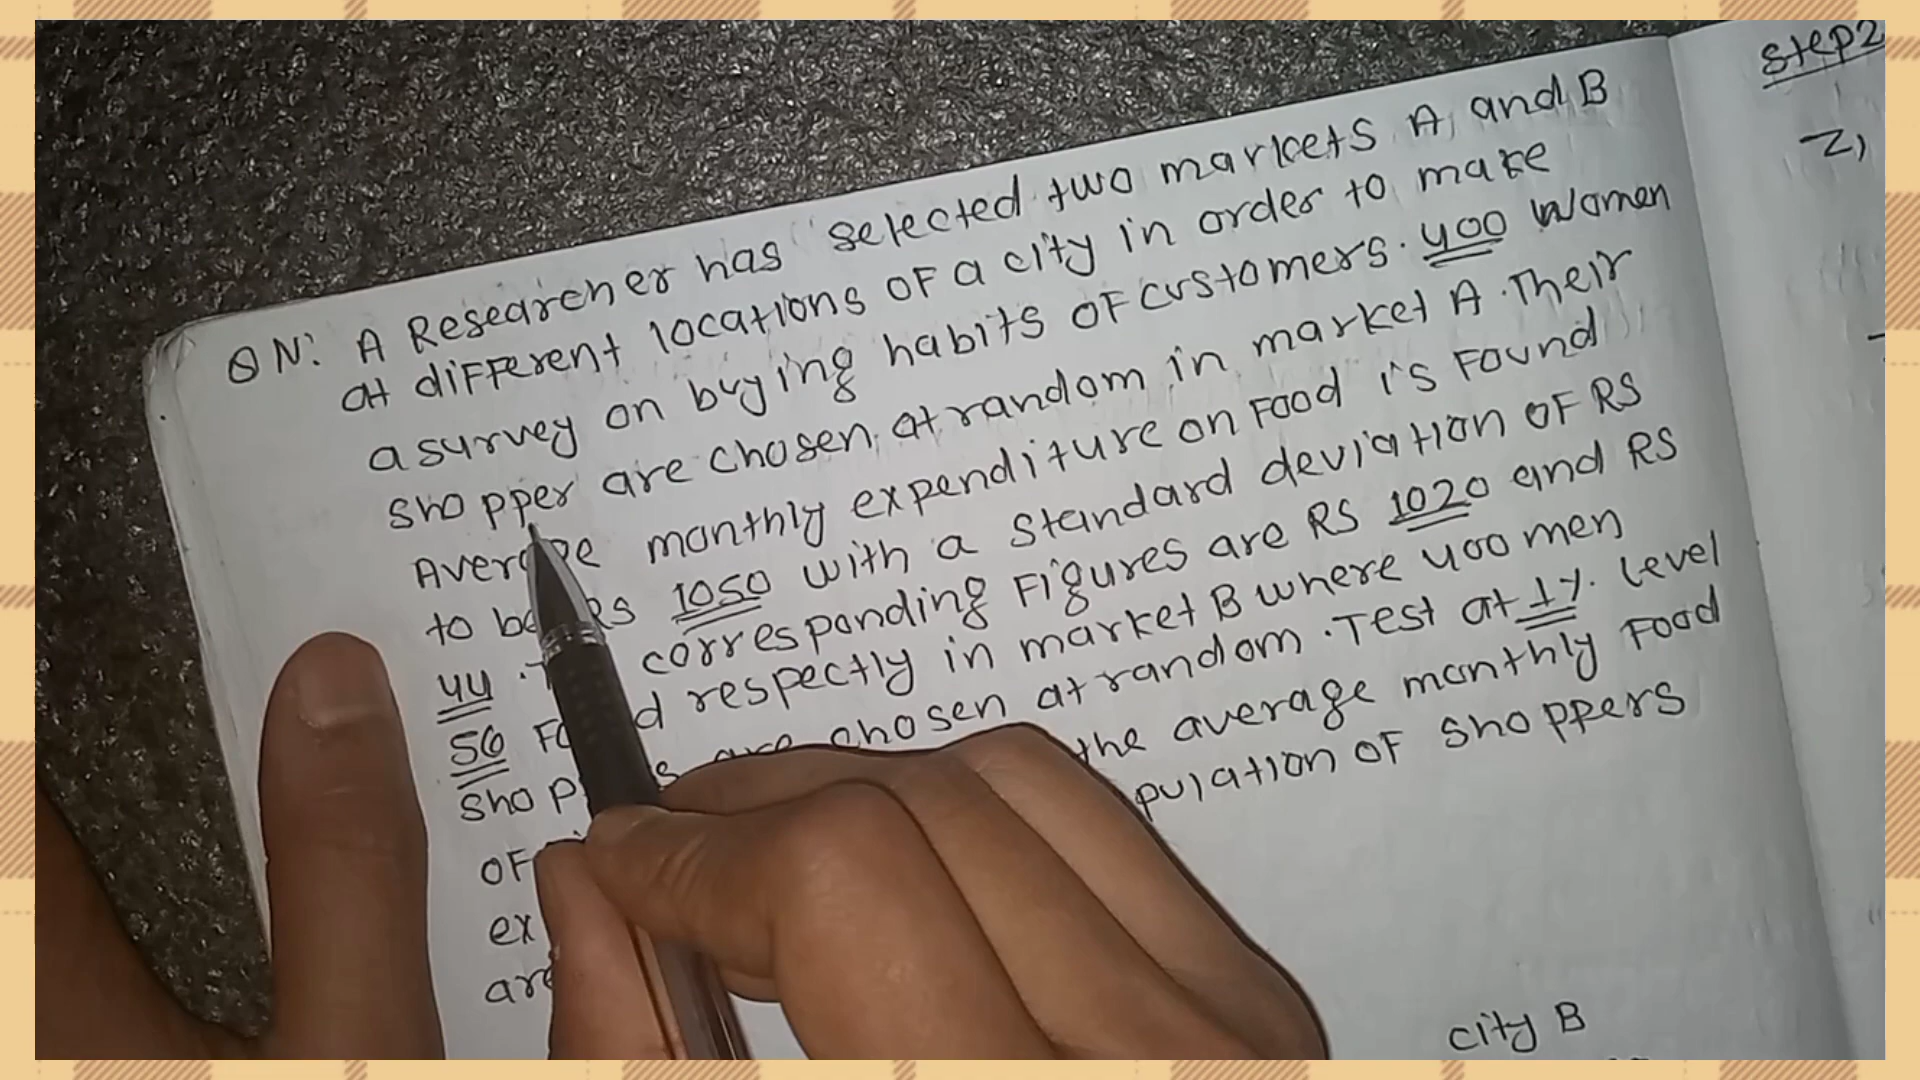 QN: A Researcher has selected two markets A and B
at different locations of a city in order to make
a survey on buying habits of customers. 400 Women
shopper are chosen at random in market A. Their
Average monthly expenditure on Food is Found
to be RS 1050 with a standard deviation of RS
44. corresponding Figures are RS 1020 and RS
56 respectly in market B where 400 men
are chosen at random. Test at 1%. Level
OF the average monthly Food
ex pulation OF shoppers
are
city B
step2
Z,